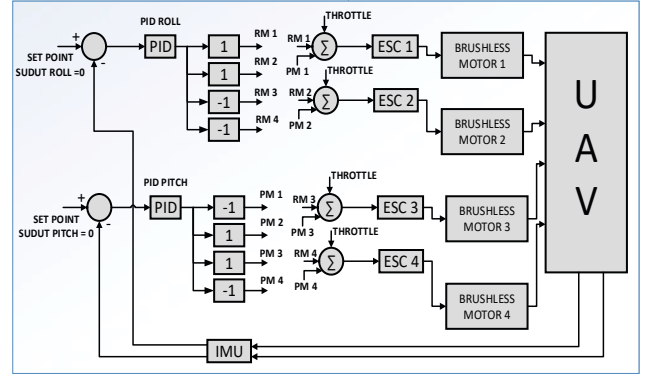 PID ROLL
SET POINT
SUDUT ROLL =0
+
-
PID
1
1
-1
-1
RM 1
RM 2
RM 3
RM 4
THROTTLE
RM 1
PM 1
Σ
ESC 1
BRUSHLESS
MOTOR 1
THROTTLE
RM 2
PM 2
Σ
ESC 2
BRUSHLESS
MOTOR 2
PID PITCH
SET POINT
SUDUT PITCH = 0
+
-
PID
-1
1
1
-1
PM 1
PM 2
PM 3
PM 4
THROTTLE
RM 3
PM 3
Σ
ESC 3
BRUSHLESS
MOTOR 3
THROTTLE
RM 4
PM 4
Σ
ESC 4
BRUSHLESS
MOTOR 4
U
A
V
IMU